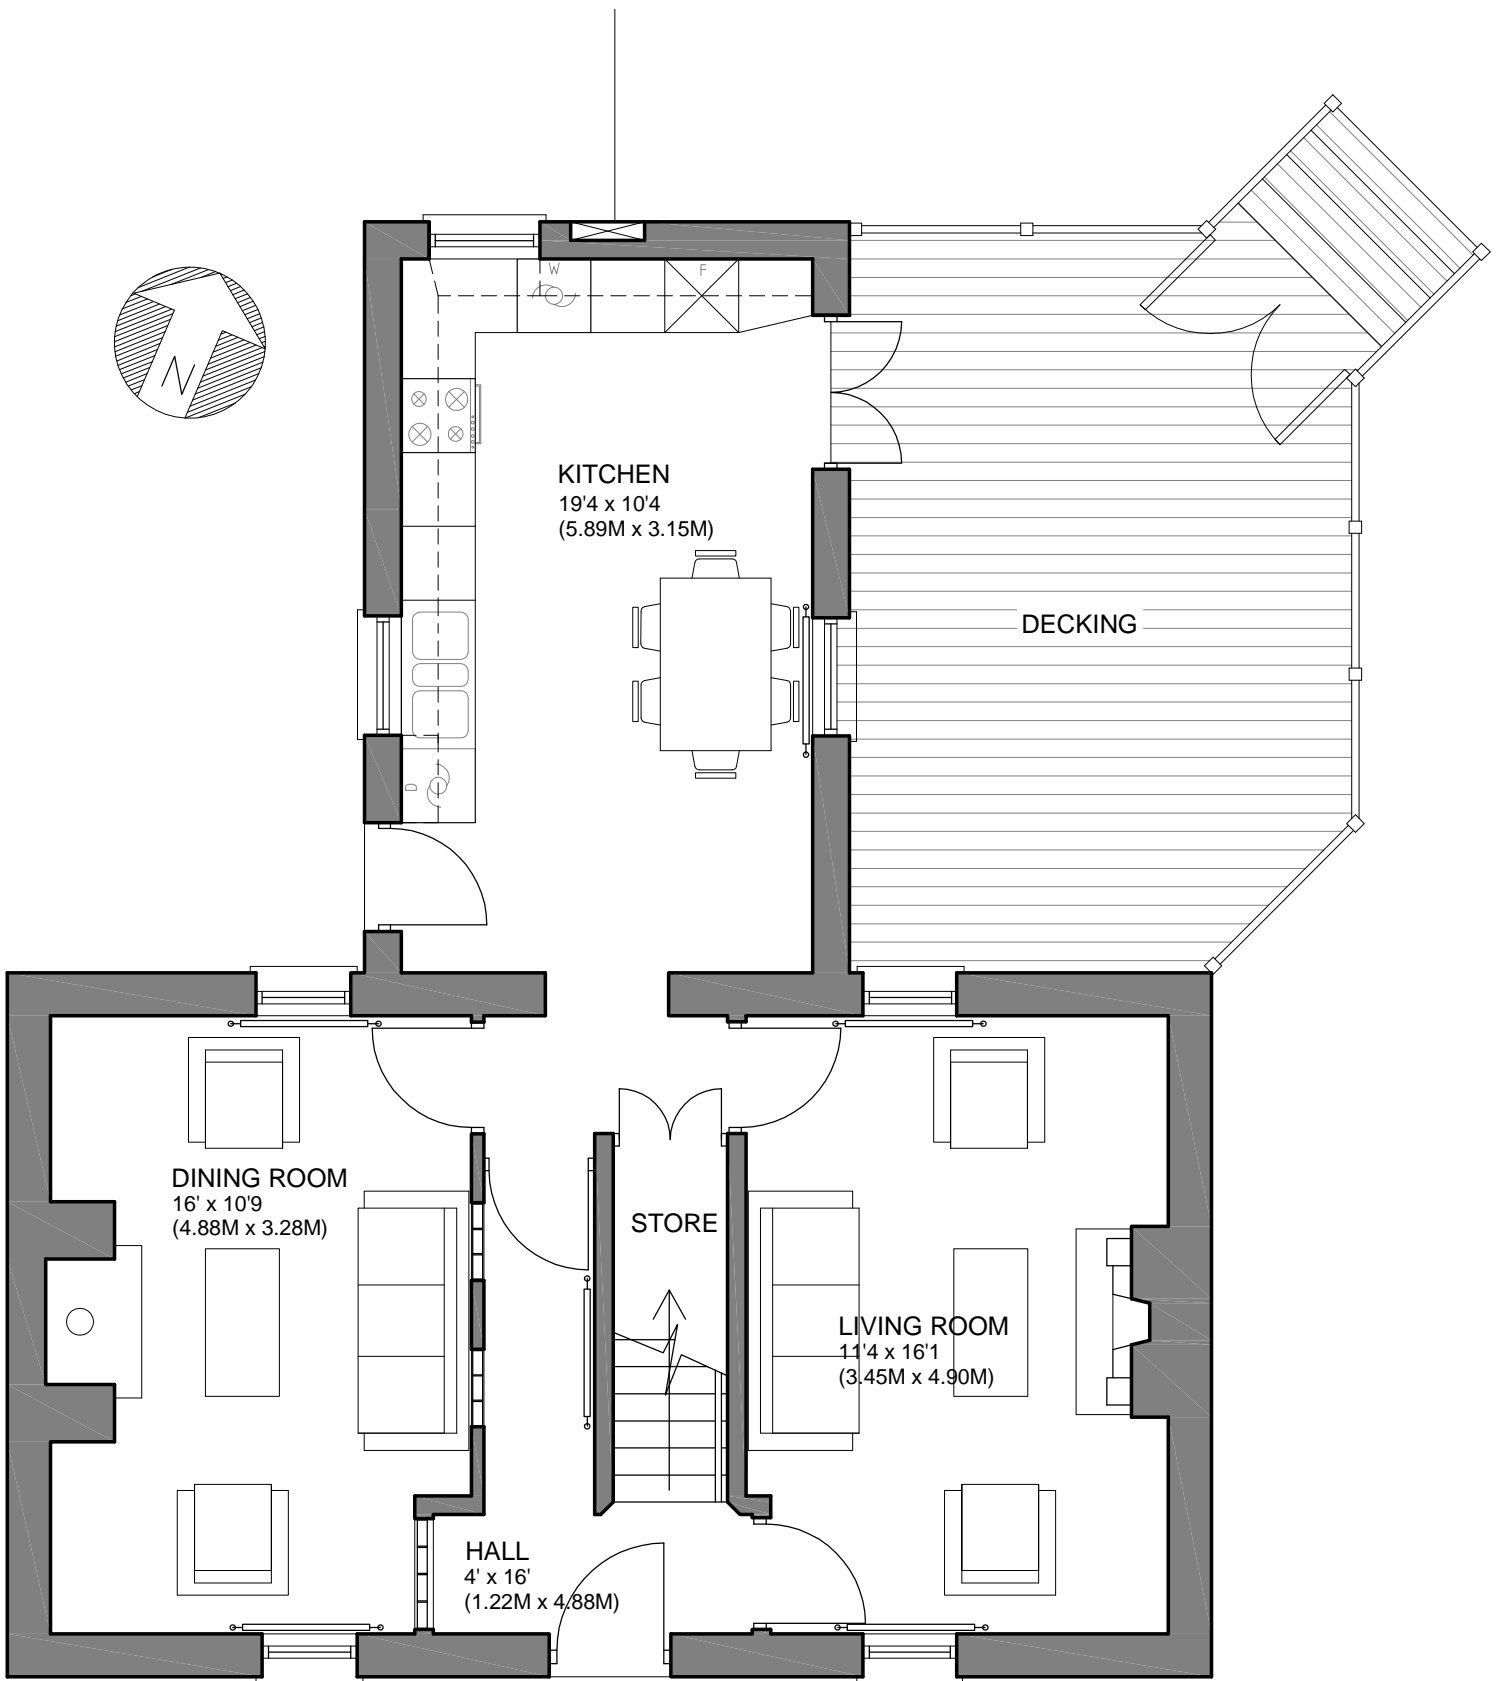 W
F
N
KITCHEN
19'4 x 10'4
(5.89M x 3.15M)
DECKING
D
DINING ROOM
16' x 10'9
(4.88M x 3.28M)
STORE
LIVING ROOM
11'4 x 16'1
(3.45M x 4.90M)
HALL
4' x 16'
(1.22M x 4.88M)